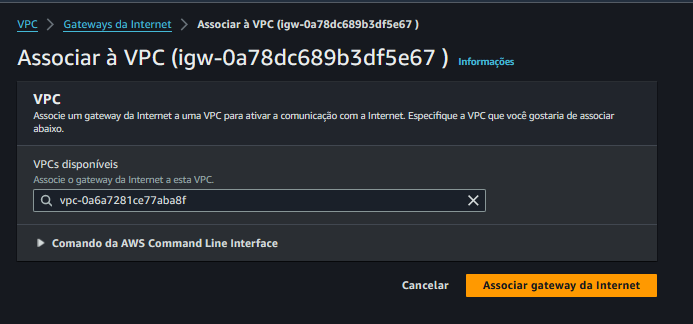 VPC > Gateways da Internet > Associar à VPC (igw-0a78dc689b3df5e67 )
Associar à VPC (igw-0a78dc689b3df5e67 ) Informações
VPC
Associe um gateway da Internet a uma VPC para ativar a comunicação com a Internet. Especifique a VPC que você gostaria de associar
abaixo.
VPCs disponíveis
Associe o gateway da Internet a esta VPC.
vpc-0a6a7281ce77aba8f
Comando da AWS Command Line Interface
Cancelar Associar gateway da Internet